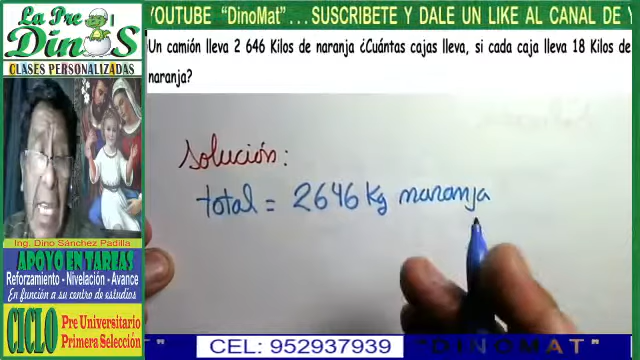 La Pre
DinoS
CLASES PERSONALIZADAS
YOUTUBE "DinoMat"... SUSCRIBETE Y DALE UN LIKE AL CANAL DE Y
Un camión lleva 2 646 Kilos de naranja ¿Cuántas cajas lleva, si cada caja lleva 18 Kilos de
naranja?
Solución:
total = 2646 Kg naranja
Ing. Dino Sánchez Padilla
APOYO EN TAREAS
Reforzamiento - Nivelación - Avance
En función a su centro de estudios
CICLO Pre Universitario
Primera Selección
T" CEL: 952937939 "DINOMAT"